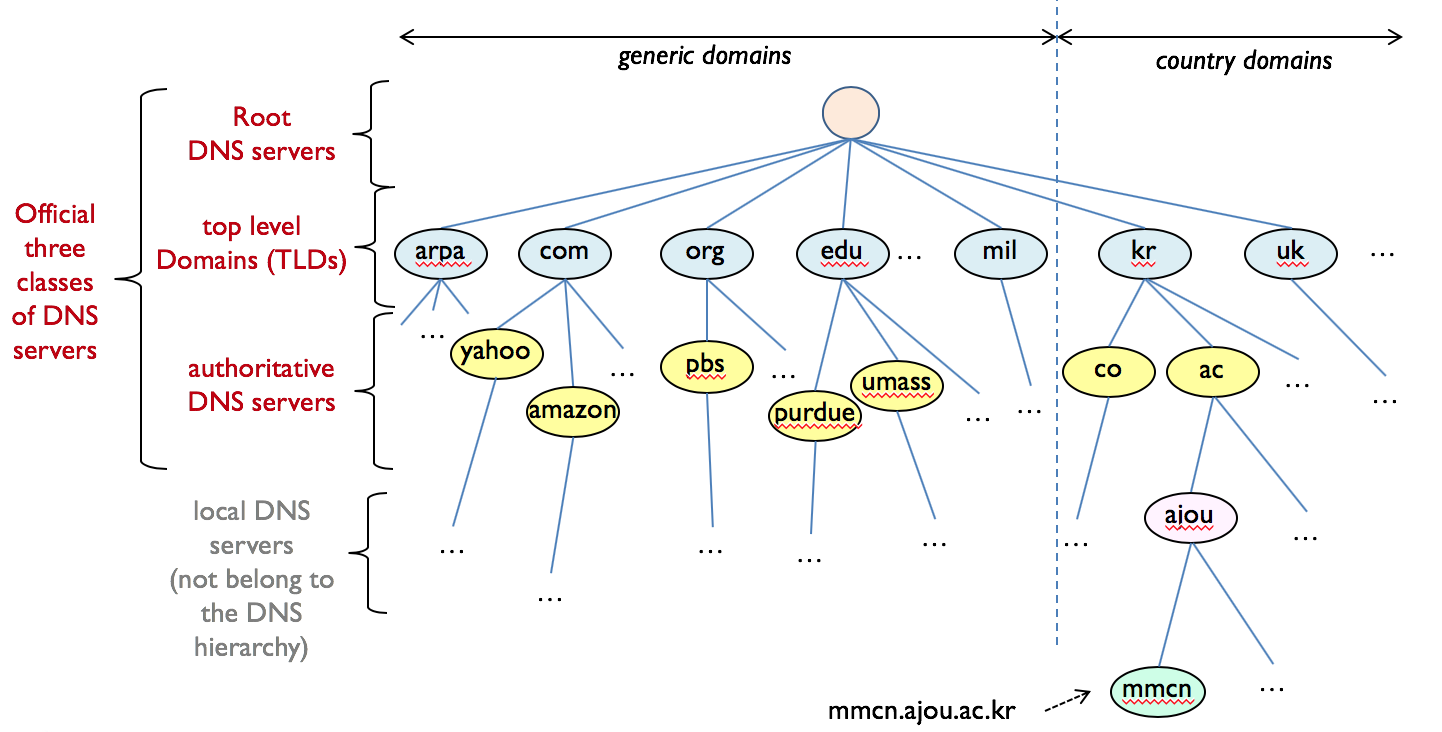 generic domains
country domains
Root
DNS servers
Official
three
classes
of DNS
servers
top level
Domains (TLDs)
arpa
com
org
edu
...
mil
kr
uk
...
authoritative
DNS servers
...
yahoo
amazon
...
pbs
...
purdue
umass
...
...
co
ac
...
...
local DNS
servers
(not belong to
the DNS
hierarchy)
...
...
...
...
...
...
ajou
...
mmcn.ajou.ac.kr
mmcn
...